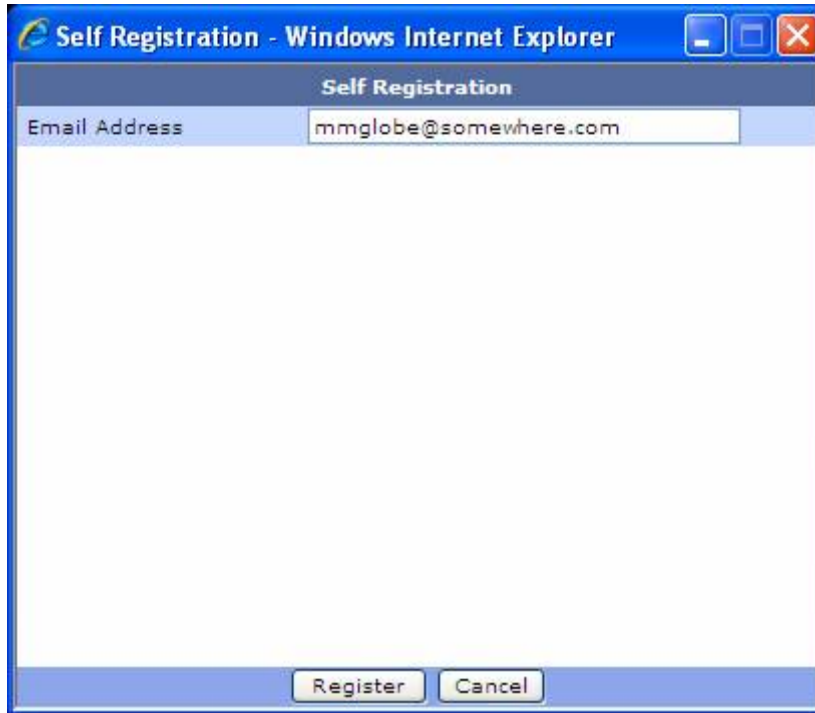 Self Registration - Windows Internet Explorer
Self Registration
Email Address mmglobe@somewhere.com
Register Cancel